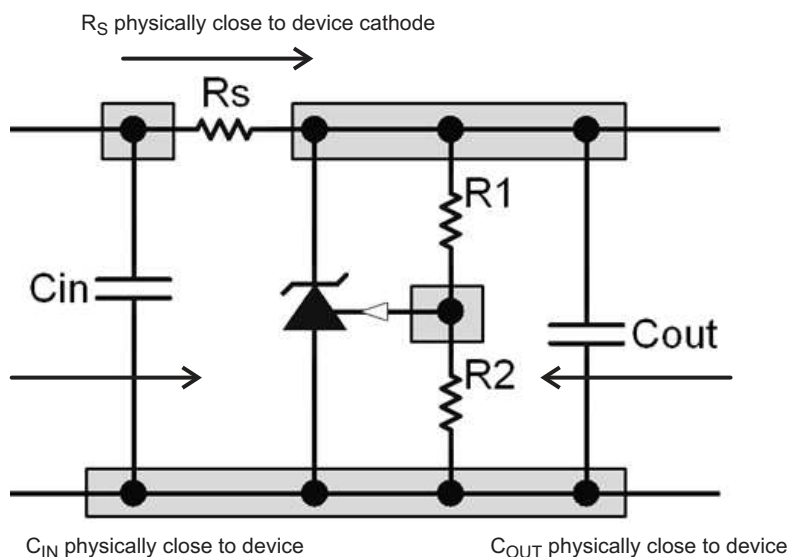 RS physically close to device cathode
Rs
R1
Cin
Cout
R2
CIN physically close to device
COUT physically close to device